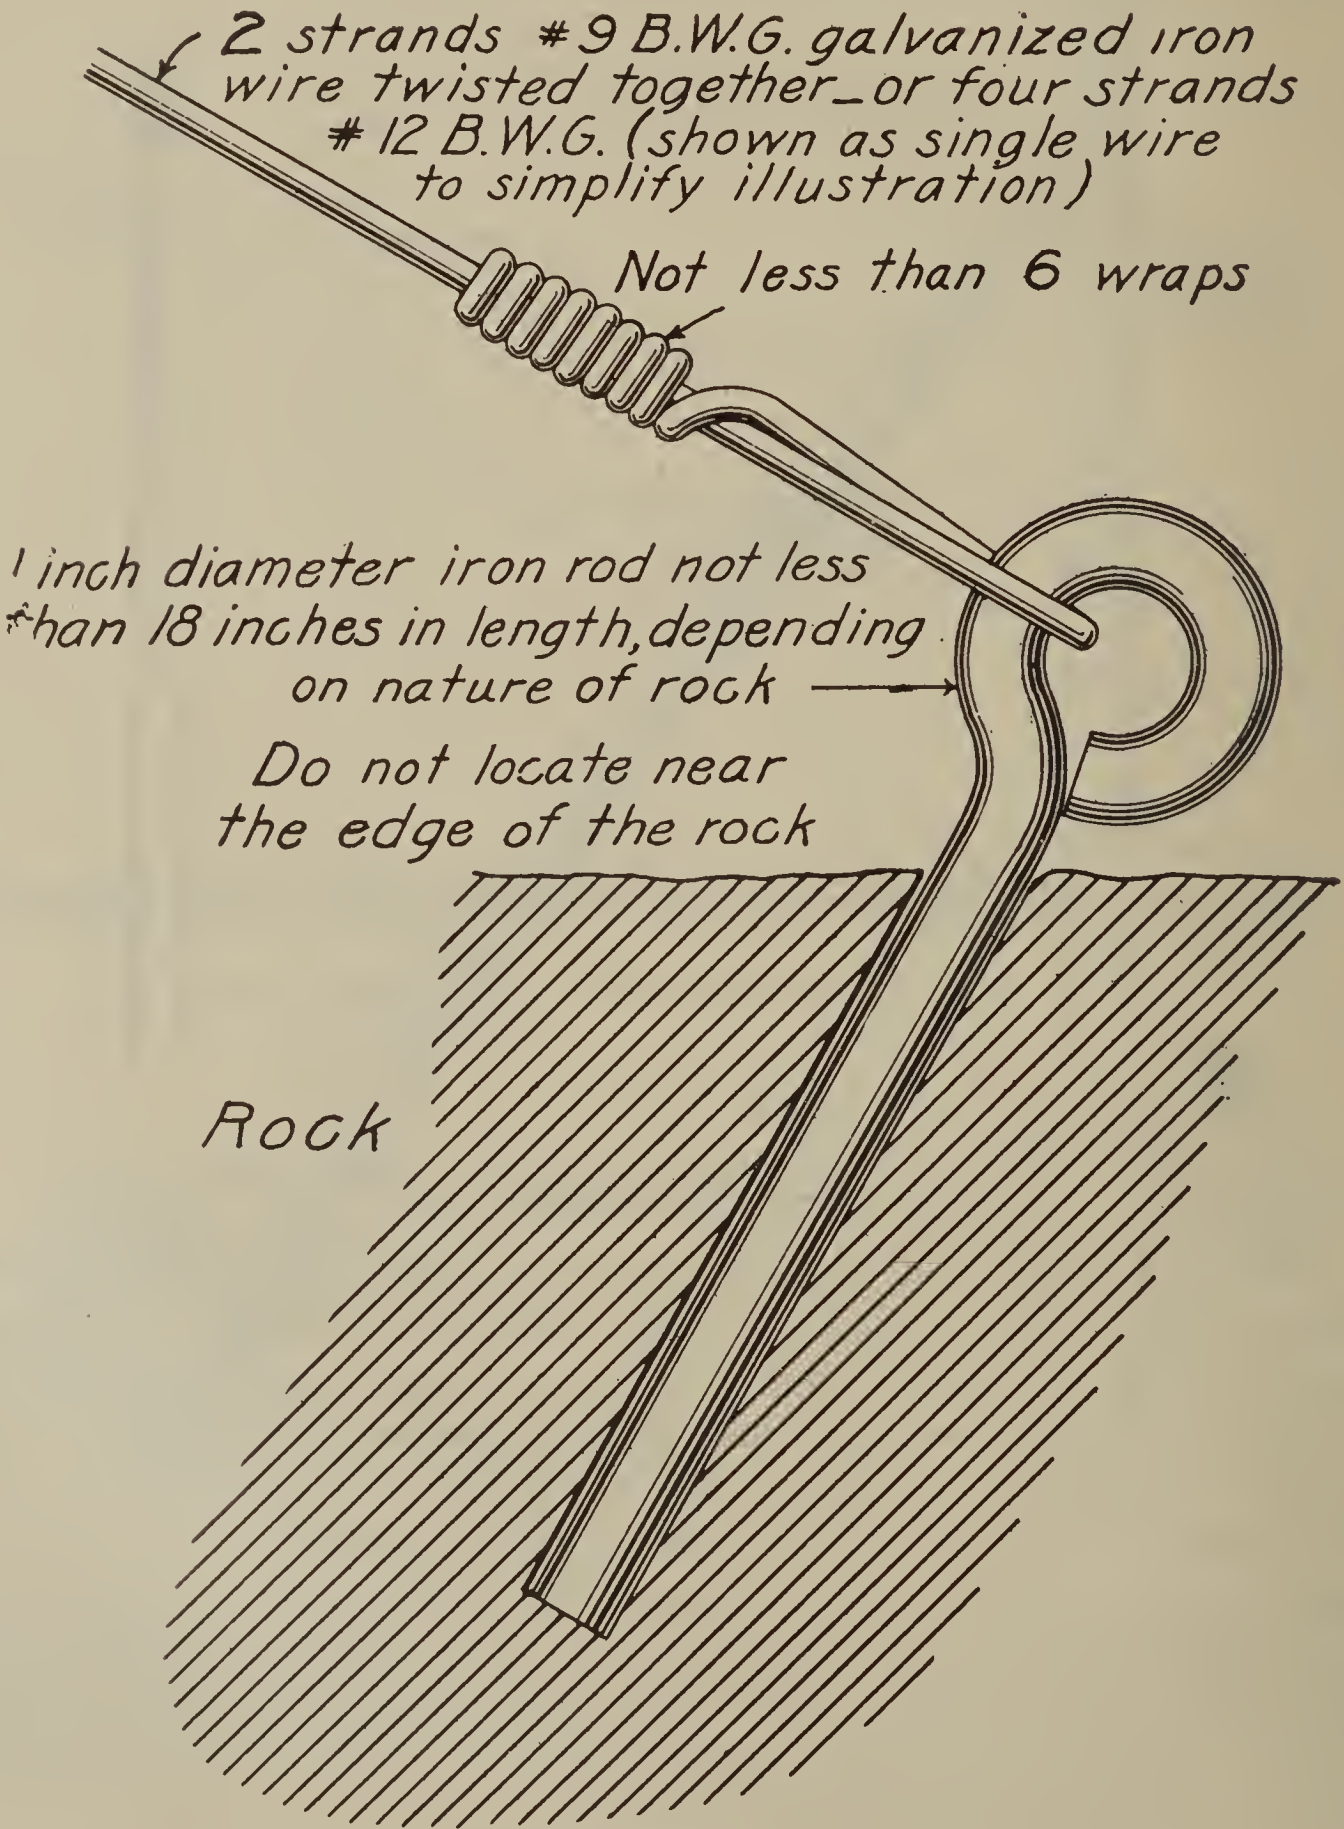 2 strands #9 B.W.G. galvanized iron
wire twisted together_or four strands
#12 B.W.G. (shown as single wire
to simplify illustration)
Not less than 6 wraps
1 inch diameter iron rod not less
than 18 inches in length, depending
on nature of rock
Do not locate near
the edge of the rock
Rock